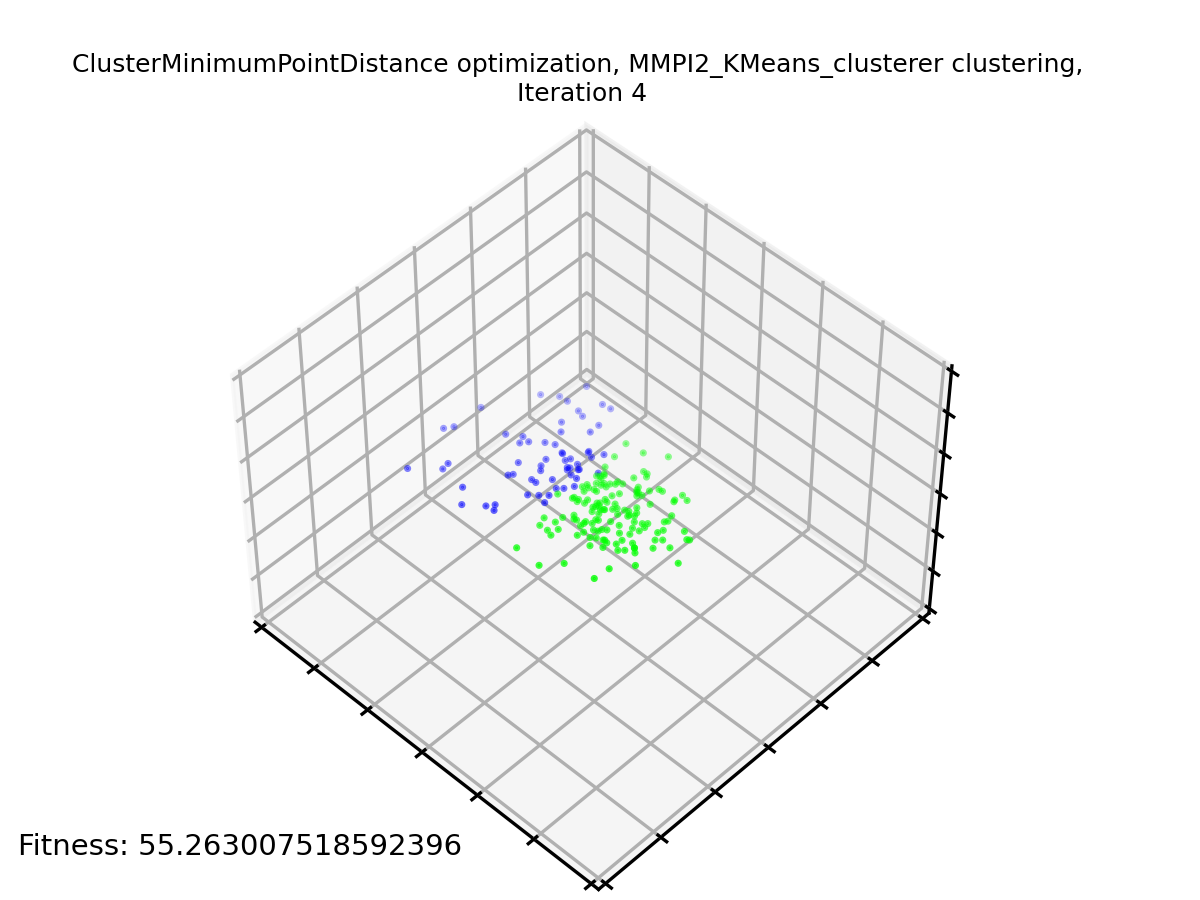 ClusterMinimumPointDistance optimization, MMPI2_KMeans_clusterer clustering,
Iteration 4
Fitness: 55.263007518592396